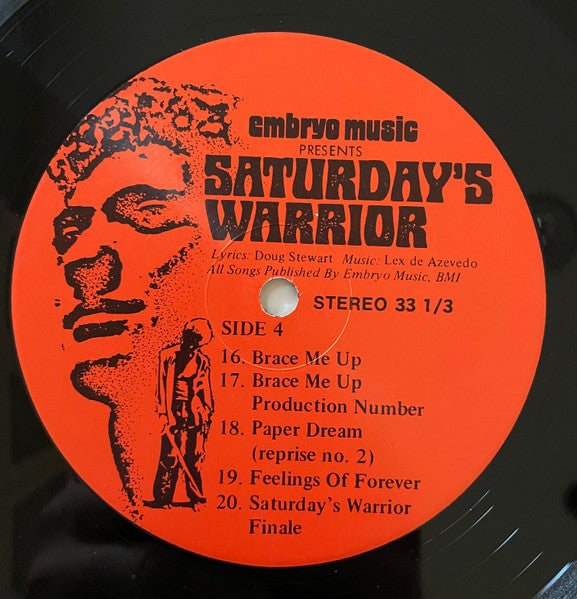 embryo music
PRESENTS
SATURDAY'S
WARRIOR
Lyrics: Doug Stewart Music: Lex de Azevedo
All Songs Published By Embryo Music, BMI
STEREO 33 1/3
SIDE 4
16. Brace Me Up
17. Brace Me Up
Production Number
18. Paper Dream
(reprise no. 2)
19. Feelings Of Forever
20. Saturday's Warrior
Finale